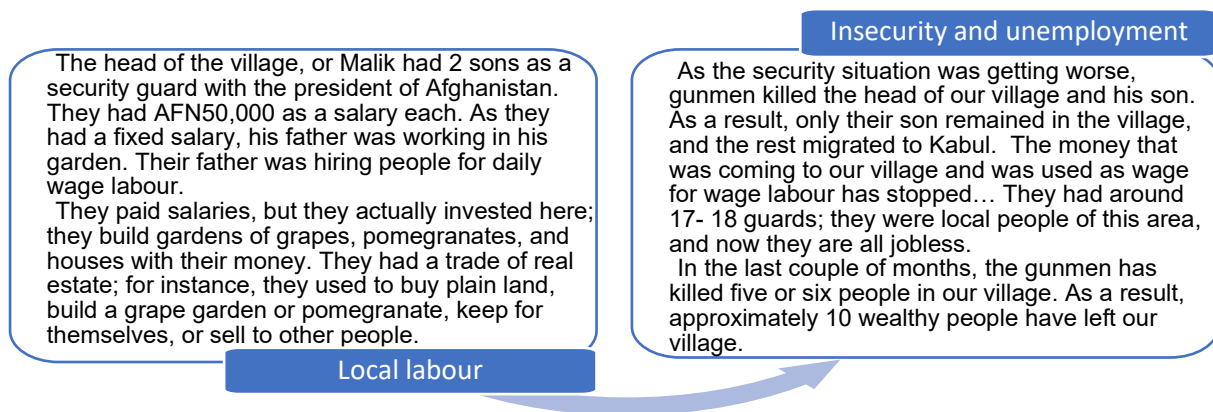 The head of the village, or Malik had 2 sons as a
security guard with the president of Afghanistan.
They had AFN50,000 as a salary each. As they
had a fixed salary, his father was working in his
garden. Their father was hiring people for daily
wage labour.
They paid salaries, but they actually invested here;
they build gardens of grapes, pomegranates, and
houses with their money. They had a trade of real
estate; for instance, they used to buy plain land,
build a grape garden or pomegranate, keep for
themselves, or sell to other people.
Local labour
Insecurity and unemployment
As the security situation was getting worse,
gunmen killed the head of our village and his son.
As a result, only their son remained in the village,
and the rest migrated to Kabul. The money that
was coming to our village and was used as wage
for wage labour has stopped… They had around
17- 18 guards; they were local people of this area,
and now they are all jobless.
In the last couple of months, the gunmen has
killed five or six people in our village. As a result,
approximately 10 wealthy people have left our
village.